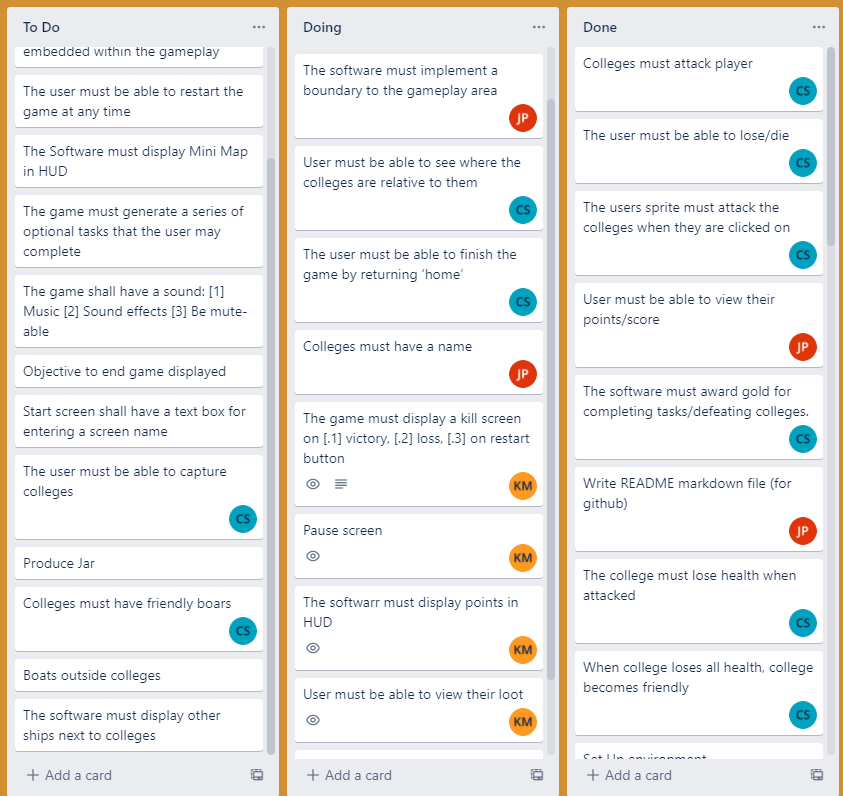 To Do
embedded within the gameplay
The user must be able to restart the
game at any time
The Software must display Mini Map
in HUD
The game must generate a series of
optional tasks that the user may
complete
The game shall have a sound: [1]
Music [2] Sound effects [3] Be mute-
able
Objective to end game displayed
Start screen shall have a text box for
entering a screen name
The user must be able to capture
colleges
CS
Produce Jar
Colleges must have friendly boars
CS
Boats outside colleges
The software must display other
ships next to colleges
Add a card
Doing
The software must implement a
boundary to the gameplay area
JP
User must be able to see where the
colleges are relative to them
CS
The user must be able to finish the
game by returning ‘home’
CS
Colleges must have a name
JP
The game must display a kill screen
on [.1] victory, [.2] loss, [.3] on restart
button
KM
Pause screen
KM
The softwarr must display points in
HUD
KM
User must be able to view their loot
KM
Add a card
Done
Colleges must attack player
CS
The user must be able to lose/die
CS
The users sprite must attack the
colleges when they are clicked on
CS
User must be able to view their
points/score
JP
The software must award gold for
completing tasks/defeating colleges.
CS
Write README markdown file (for
github)
JP
The college must lose health when
attacked
CS
When college loses all health, college
becomes friendly
CS
Set Up environment
Add a card